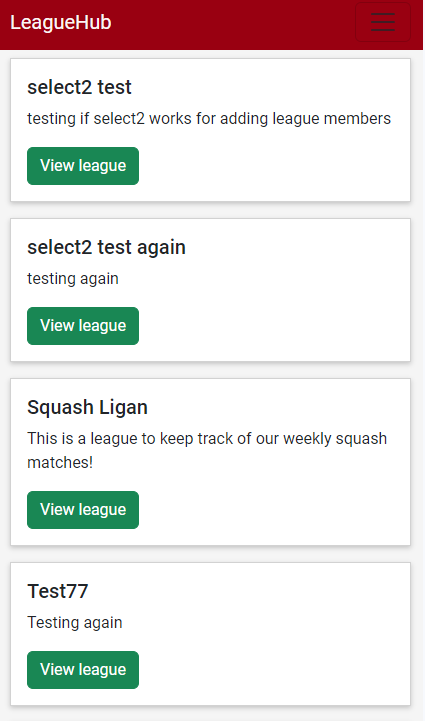 LeagueHub
select2 test
testing if select2 works for adding league members
View league
select2 test again
testing again
View league
Squash Ligan
This is a league to keep track of our weekly squash
matches!
View league
Test77
Testing again
View league